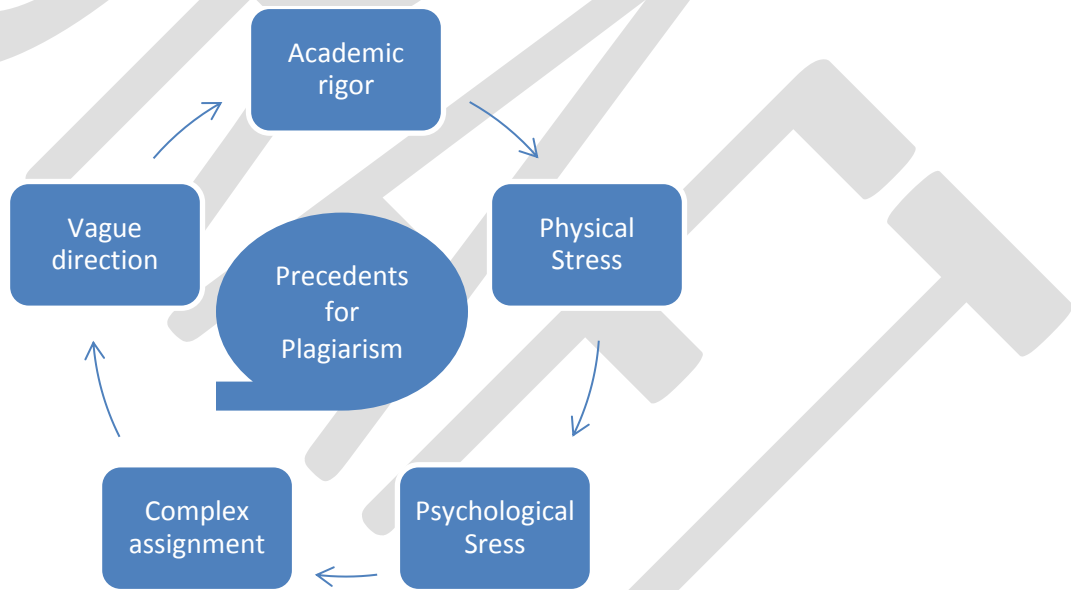 Academic
rigor
Physical
Stress
Psychological
Sress
Complex
assignment
Vague
direction
Precedents
for
Plagiarism